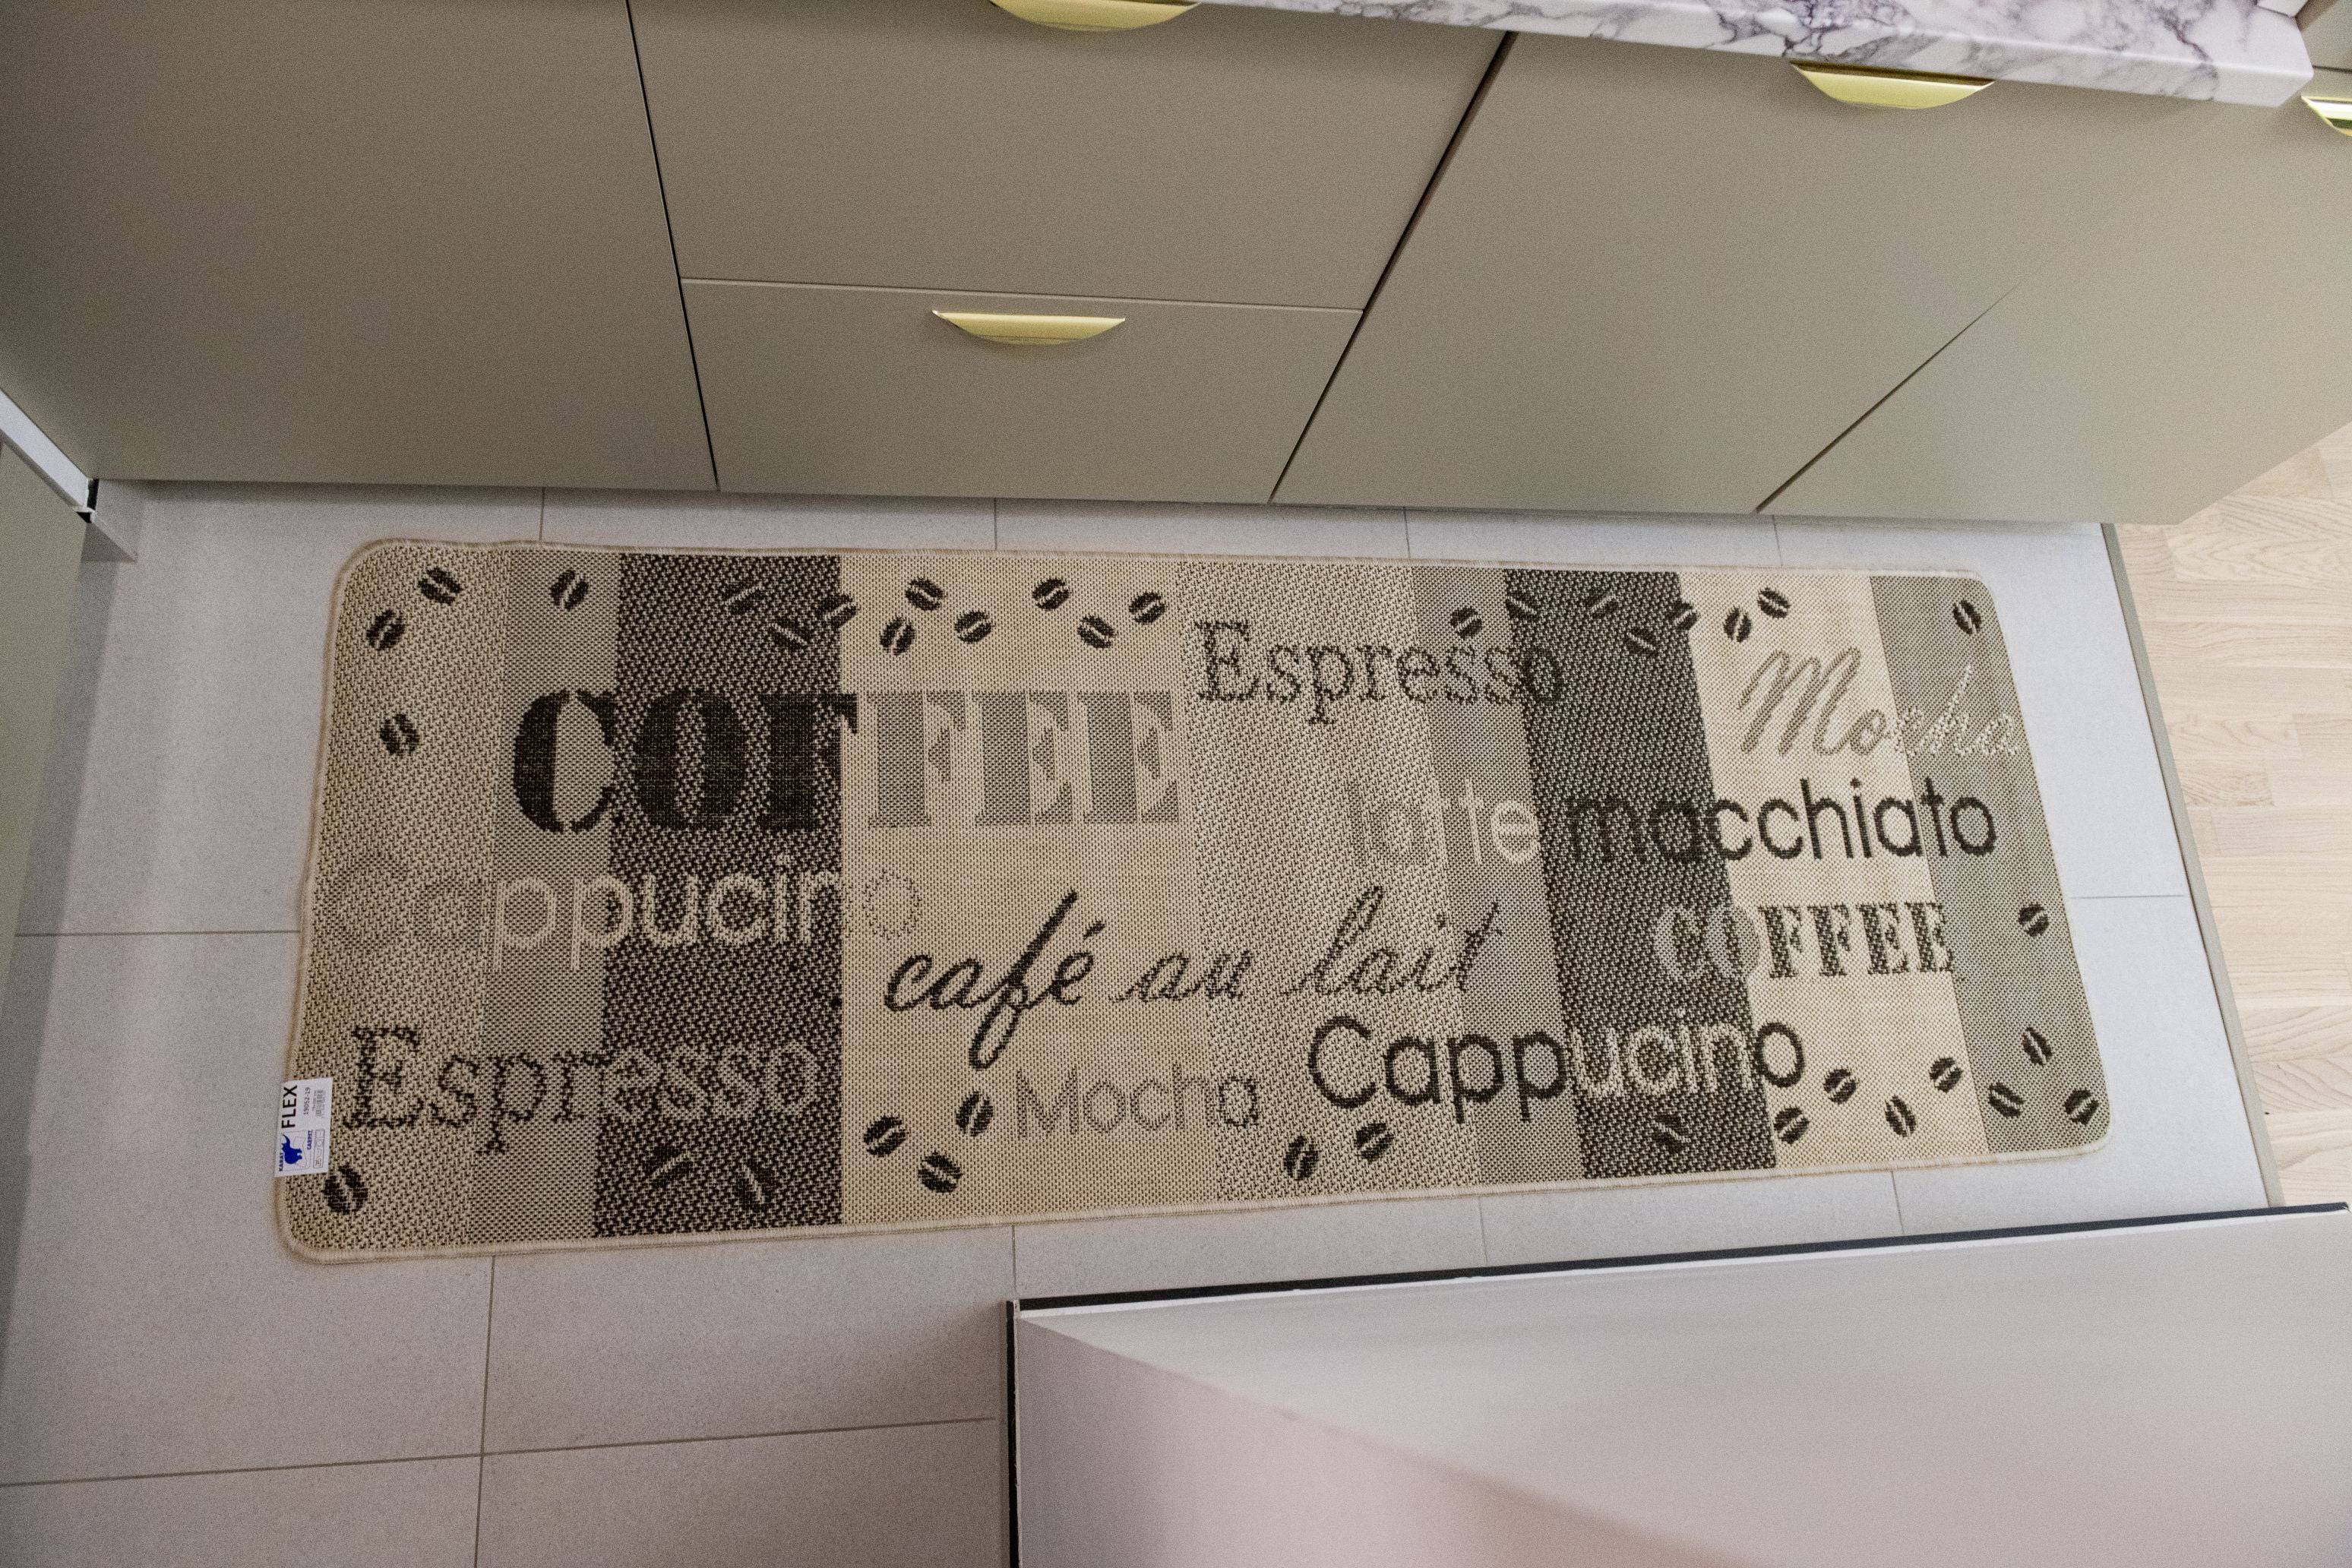 COFFEE
Espresso
Mocha
latte macchiato
Cappucino
COFFEE
café au lait
Espresso
Mocha
Cappucino
FLEX